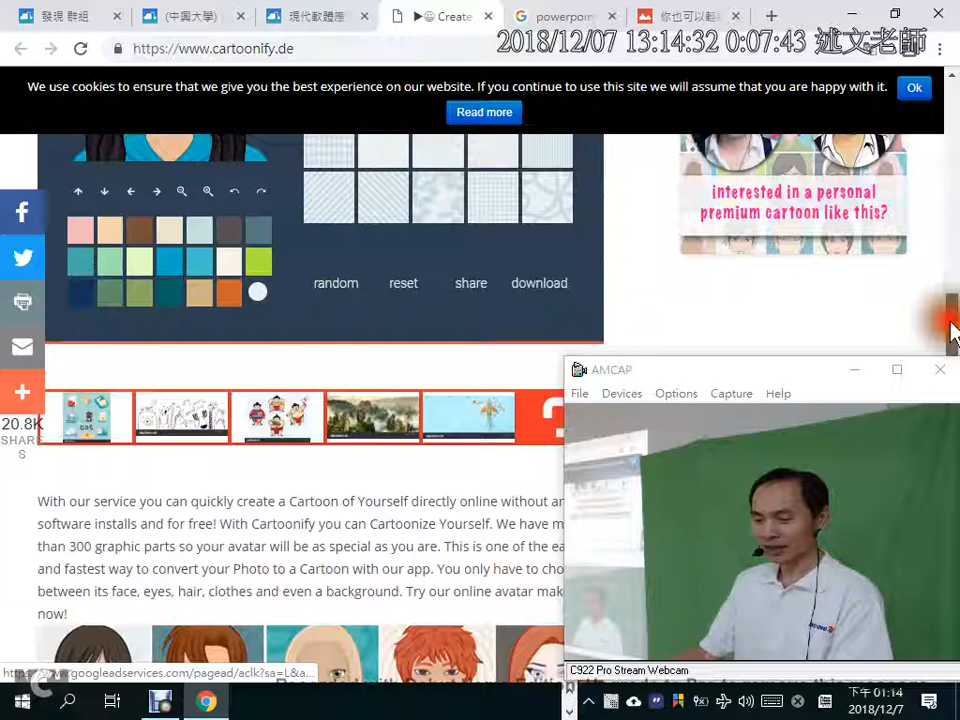 發現 群組
(中興大學)
現代軟體應
Create
powerpoin
你也可以輕
https://www.cartoonify.de
2018/12/07 13:14:32 0:07:43 述文老師
We use cookies to ensure that we give you the best experience on our website. If you continue to use this site we will assume that you are happy with it.
Ok
Read more
interested in a personal
premium cartoon like this?
random reset share download
20.8K
SHARE
S
AMCAP
File Devices Options Capture Help
cat
With our service you can quickly create a Cartoon of Yourself directly online without an
software installs and for free! With Cartoonify you can Cartoonize Yourself. We have m
than 300 graphic parts so your avatar will be as special as you are. This is one of the ea
and fastest way to convert your Photo to a Cartoon with our app. You only have to cho
between its face, eyes, hair, clothes and even a background. Try our online avatar mak
now!
C922 Pro Stream Webcam
下午 01:14
2018/12/7